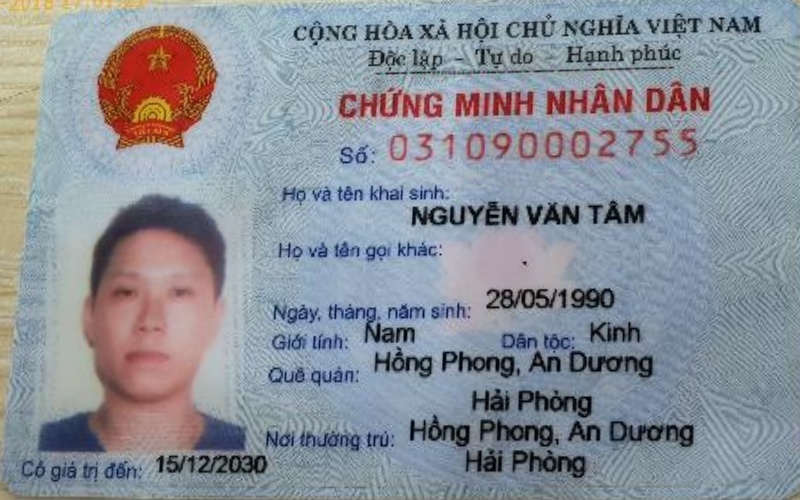 2018
CỘNG HÒA XÃ HỘI CHỦ NGHĨA VIỆT NAM
Độc lập - Tự do - Hạnh phúc
CHỨNG MINH NHÂN DÂN
Số: 031090002755
Họ và tên khai sinh:
NGUYỄN VĂN TÂM
Họ và tên gọi khác:
Ngày, tháng, năm sinh: 28/05/1990
Giới tính: Nam Dân tộc: Kinh
Quê quán: Hồng Phong, An Dương
Hải Phòng
Nơi thường trú: Hồng Phong, An Dương
Hải Phòng
Có giá trị đến: 15/12/2030